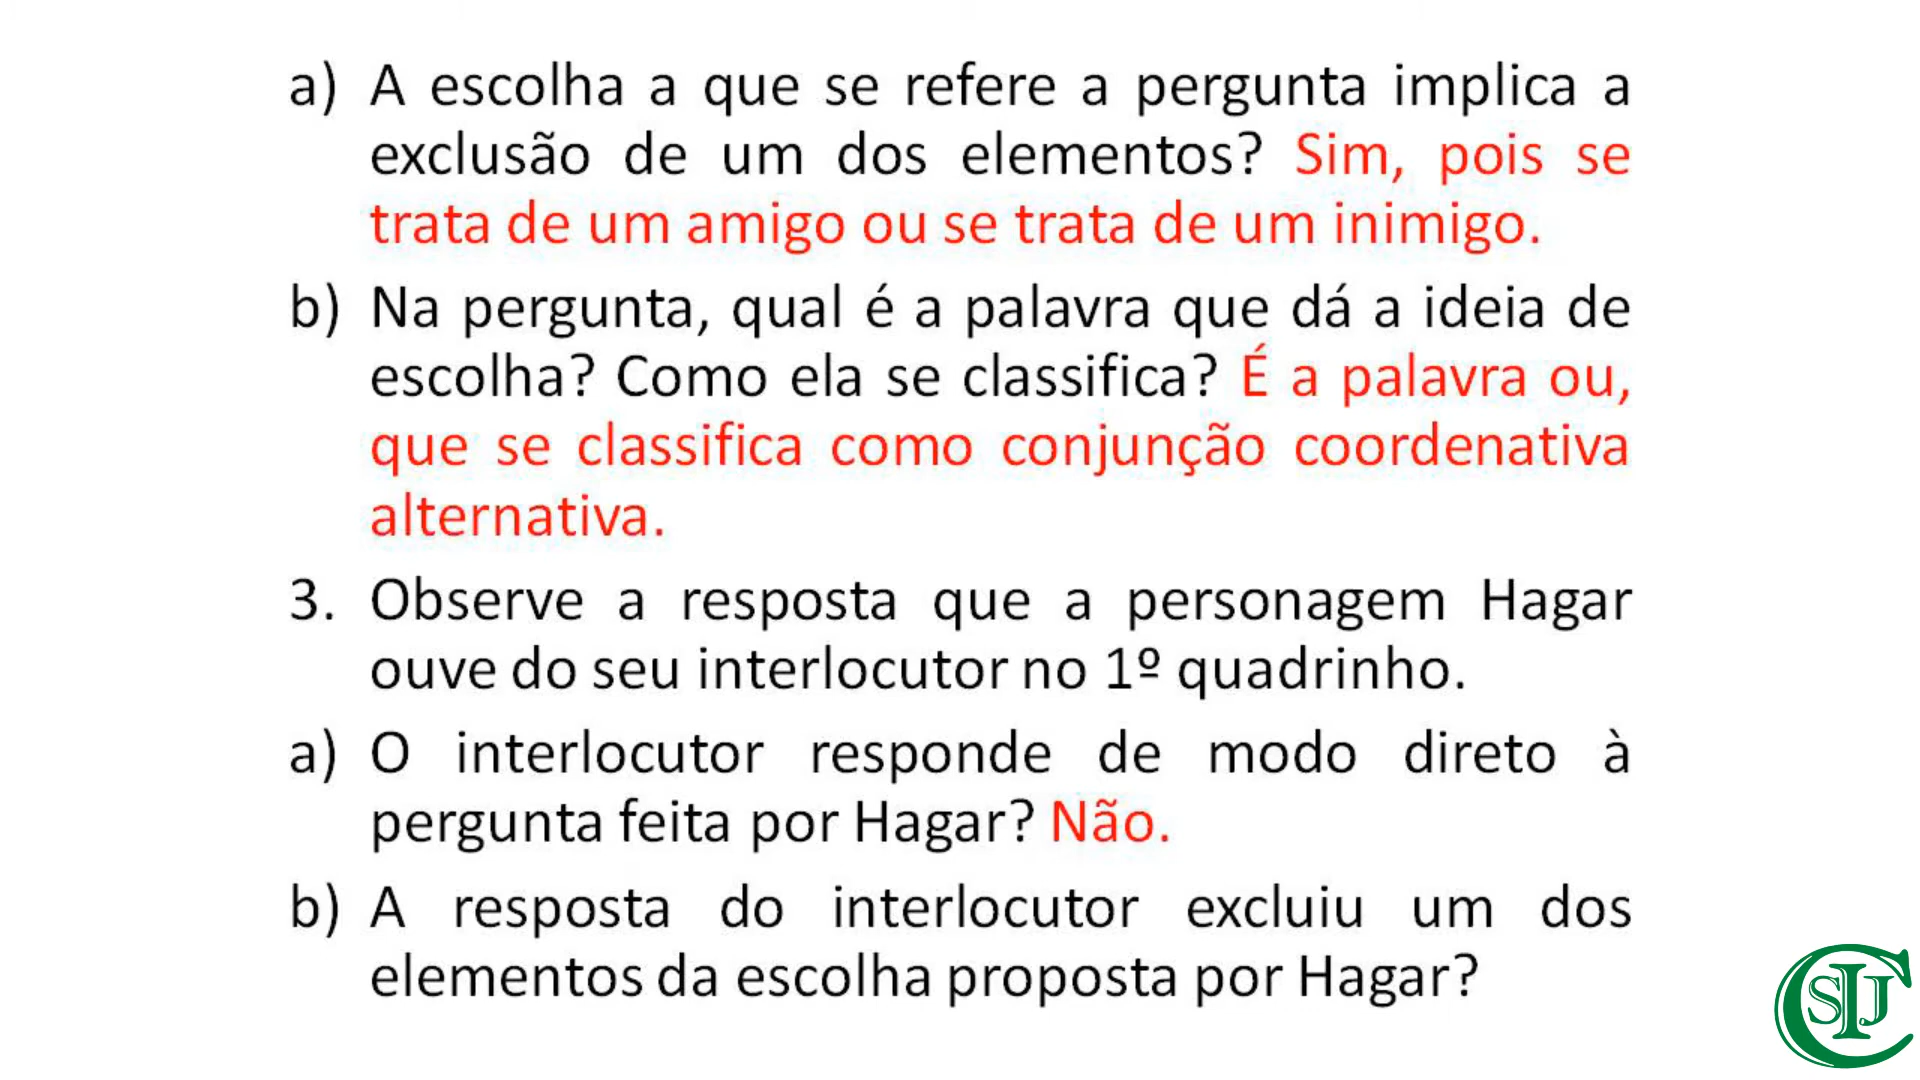 a) A escolha a que se refere a pergunta implica a
exclusão de um dos elementos? Sim, pois se
trata de um amigo ou se trata de um inimigo.
b) Na pergunta, qual é a palavra que dá a ideia de
escolha? Como ela se classifica? É a palavra ou,
que se classifica como conjunção coordenativa
alternativa.
3. Observe a resposta que a personagem Hagar
ouve do seu interlocutor no 1º quadrinho.
a) O interlocutor responde de modo direto à
pergunta feita por Hagar? Não.
b) A resposta do interlocutor excluiu um dos
elementos da escolha proposta por Hagar?
CSIJ